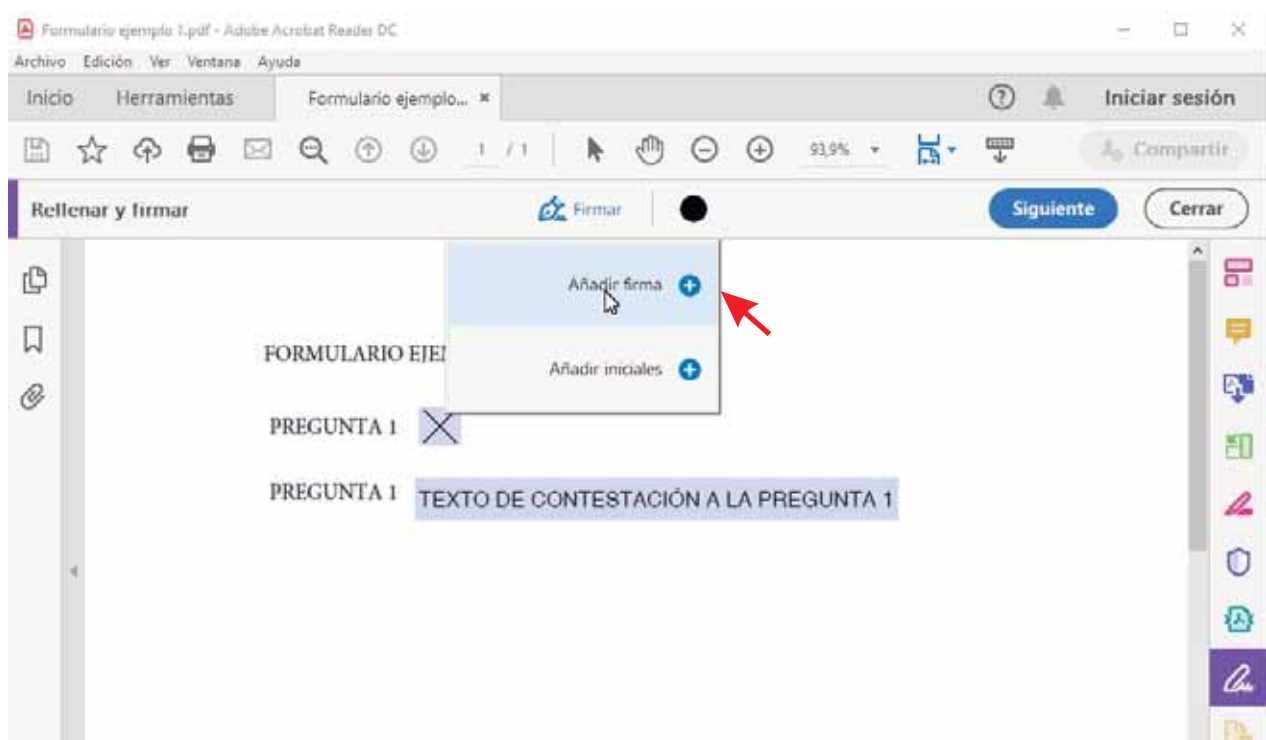 Formulario ejemplo 1.pdf - Adobe Acrobat Reader DC
Archivo Edición Ver Ventana Ayuda
Inicio Herramientas Formulario ejemplo... × ? Iniciar sesión
1 / 1 93,9% Compartir
Rellenar y firmar Firmar Siguiente Cerrar
Añadir firma
FORMULARIO EJE
Añadir iniciales
PREGUNTA 1
PREGUNTA 1 TEXTO DE CONTESTACIÓN A LA PREGUNTA 1